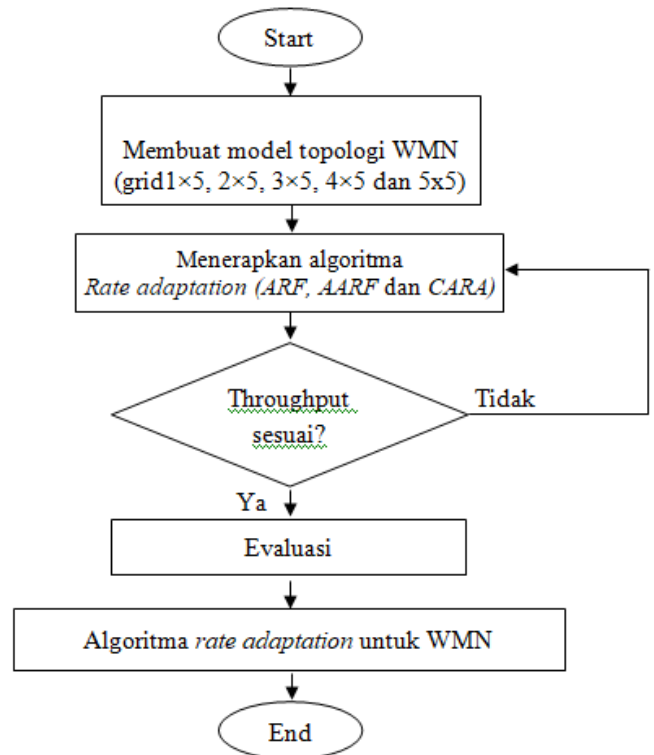 Start
Membuat model topologi WMN
(grid1×5, 2×5, 3×5, 4×5 dan 5x5)
Menerapkan algoritma
Rate adaptation (ARF, AARF dan CARA)
Throughput
sesuai?
Tidak
Ya
Evaluasi
Algoritma rate adaptation untuk WMN
End